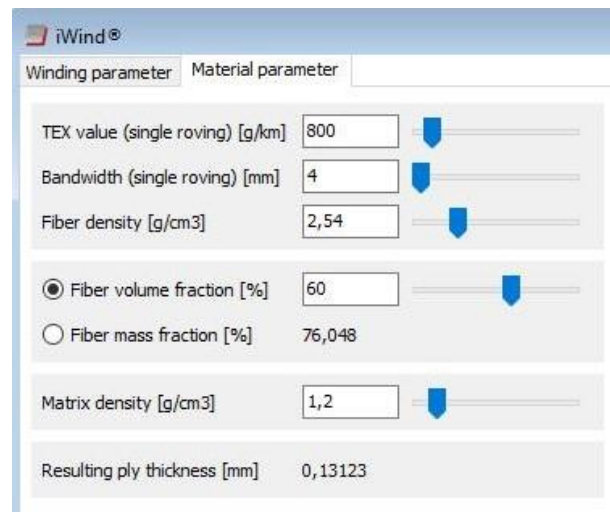 iWind®
Winding parameter Material parameter
TEX value (single roving) [g/km] 800
Bandwidth (single roving) [mm] 4
Fiber density [g/cm3] 2,54
Fiber volume fraction [%] 60
Fiber mass fraction [%] 76,048
Matrix density [g/cm3] 1,2
Resulting ply thickness [mm] 0,13123